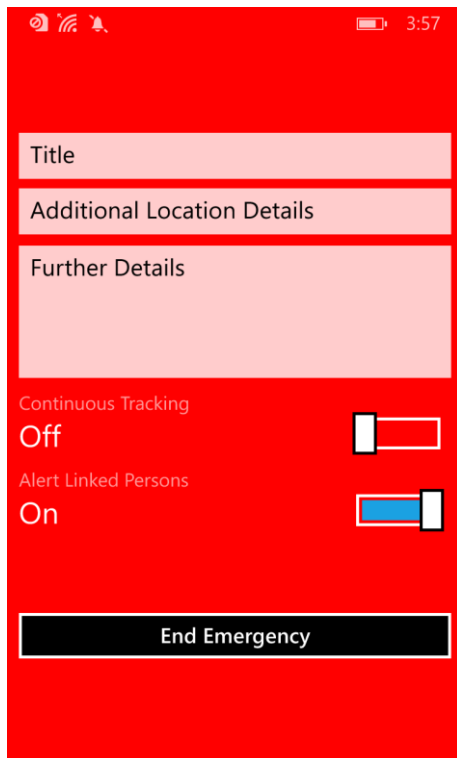 3:57
Title
Additional Location Details
Further Details
Continuous Tracking
Off
Alert Linked Persons
On
End Emergency